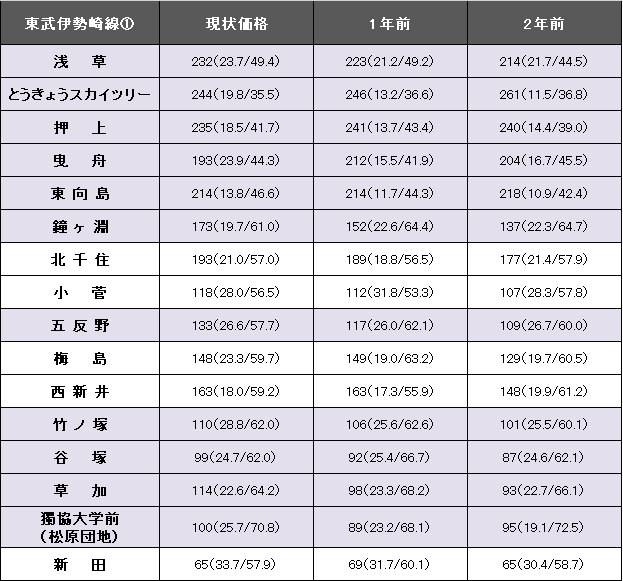 東武伊勢崎線① 現状価格 1年前 2年前
浅草 232(23.7/49.4) 223(21.2/49.2) 214(21.7/44.5)
とうきょうスカイツリー 244(19.8/35.5) 246(13.2/36.6) 261(11.5/36.8)
押上 235(18.5/41.7) 241(13.7/43.4) 240(14.4/39.0)
曳舟 193(23.9/44.3) 212(15.5/41.9) 204(16.7/45.5)
東向島 214(13.8/46.6) 214(11.7/44.3) 218(10.9/42.4)
鐘ヶ淵 173(19.7/61.0) 152(22.6/64.4) 137(22.3/64.7)
北千住 193(21.0/57.0) 189(18.8/56.5) 177(21.4/57.9)
小菅 118(28.0/56.5) 112(31.8/53.3) 107(28.3/57.8)
五反野 133(26.6/57.7) 117(26.0/62.1) 109(26.7/60.0)
梅島 148(23.3/59.7) 149(19.0/63.2) 129(19.7/60.5)
西新井 163(18.0/59.2) 163(17.3/55.9) 148(19.9/61.2)
竹ノ塚 110(28.8/62.0) 106(25.6/62.6) 101(25.5/60.1)
谷塚 99(24.7/62.0) 92(25.4/66.7) 87(24.6/62.1)
草加 114(22.6/64.2) 98(23.3/68.2) 93(22.7/66.1)
獨協大学前
（松原団地） 100(25.7/70.8) 89(23.2/68.1) 95(19.1/72.5)
新田 65(33.7/57.9) 69(31.7/60.1) 65(30.4/58.7)